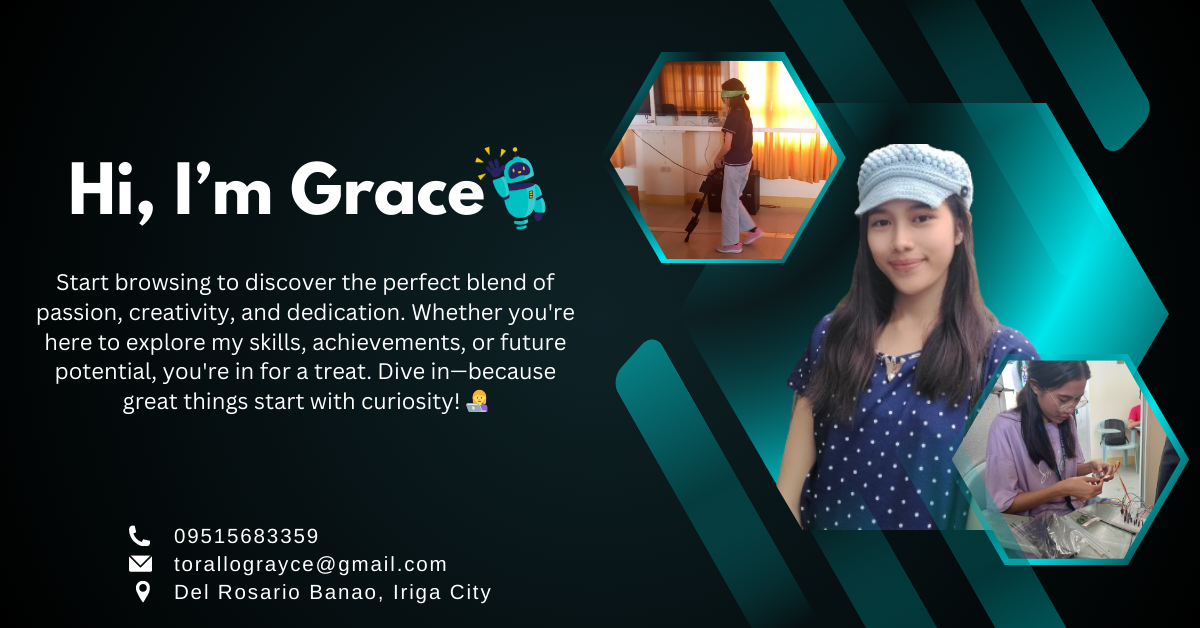 Hi, I’m Grace
Start browsing to discover the perfect blend of
passion, creativity, and dedication. Whether you're
here to explore my skills, achievements, or future
potential, you're in for a treat. Dive in—because
great things start with curiosity! 👩‍💻
09515683359
torallograyce@gmail.com
Del Rosario Banao, Iriga City